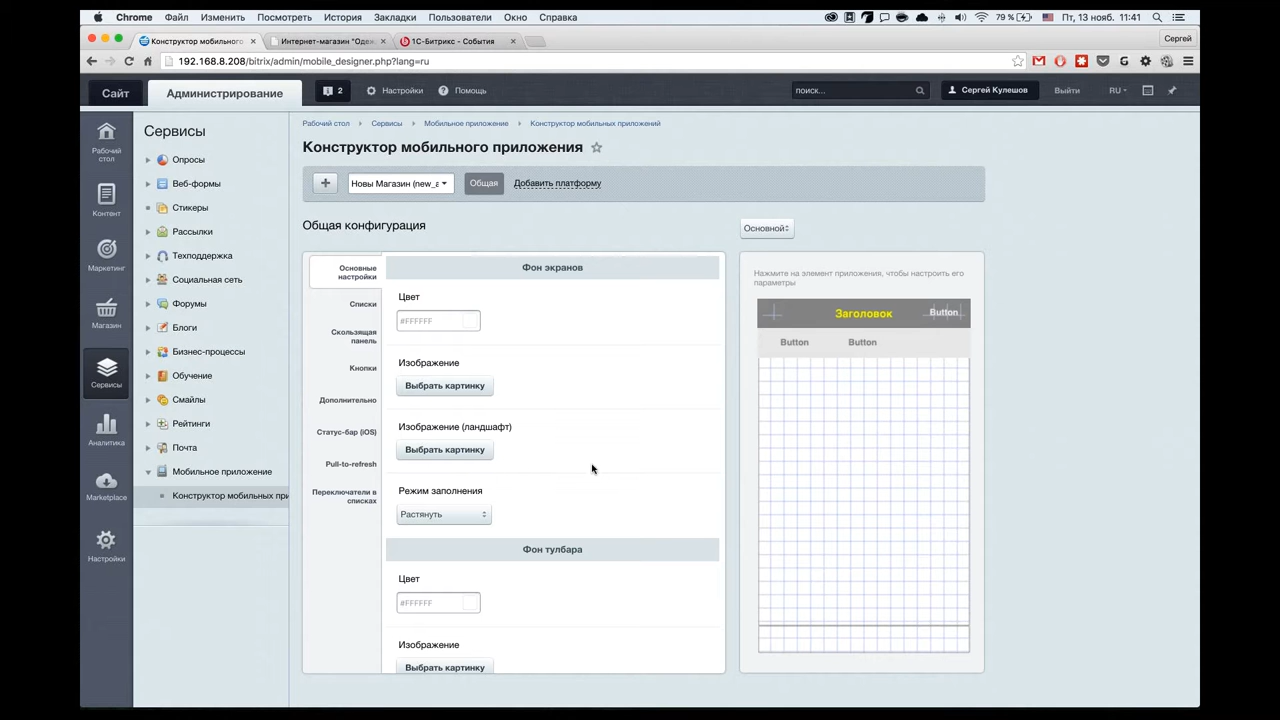 Chrome Файл Изменить Посмотреть История Закладки Пользователи Окно Справка 79 % Пт, 13 нояб. 11:41
Конструктор мобильного Интернет-магазин "Одеж 1С-Битрикс - События Сергей
192.168.8.208/bitrix/admin/mobile_designer.php?lang=ru
Сайт Администрирование 2 Настройки Помощь поиск... Сергей Кулешов Выйти RU
Рабочий стол
Контент
Маркетинг
Магазин
Сервисы
Аналитика
Marketplace
Настройки
Сервисы
Опросы
Веб-формы
Стикеры
Рассылки
Техподдержка
Социальная сеть
Форумы
Блоги
Бизнес-процессы
Обучение
Смайлы
Рейтинги
Почта
Мобильное приложение
Конструктор мобильных при
Рабочий стол Сервисы Мобильное приложение Конструктор мобильных приложений
Конструктор мобильного приложения
Новы Магазин (new_a Общая Добавить платформу
Общая конфигурация
Основной
Основные
настройки
Списки
Скользящая
панель
Кнопки
Дополнительно
Статус-бар (iOS)
Pull-to-refresh
Переключатели в
списках
Фон экранов
Цвет
#FFFFFF
Изображение
Выбрать картинку
Изображение (ландшафт)
Выбрать картинку
Режим заполнения
Растянуть
Фон тулбара
Цвет
#FFFFFF
Изображение
Выбрать картинку
Нажмите на элемент приложения, чтобы настроить его
параметры
Заголовок Button
Button Button